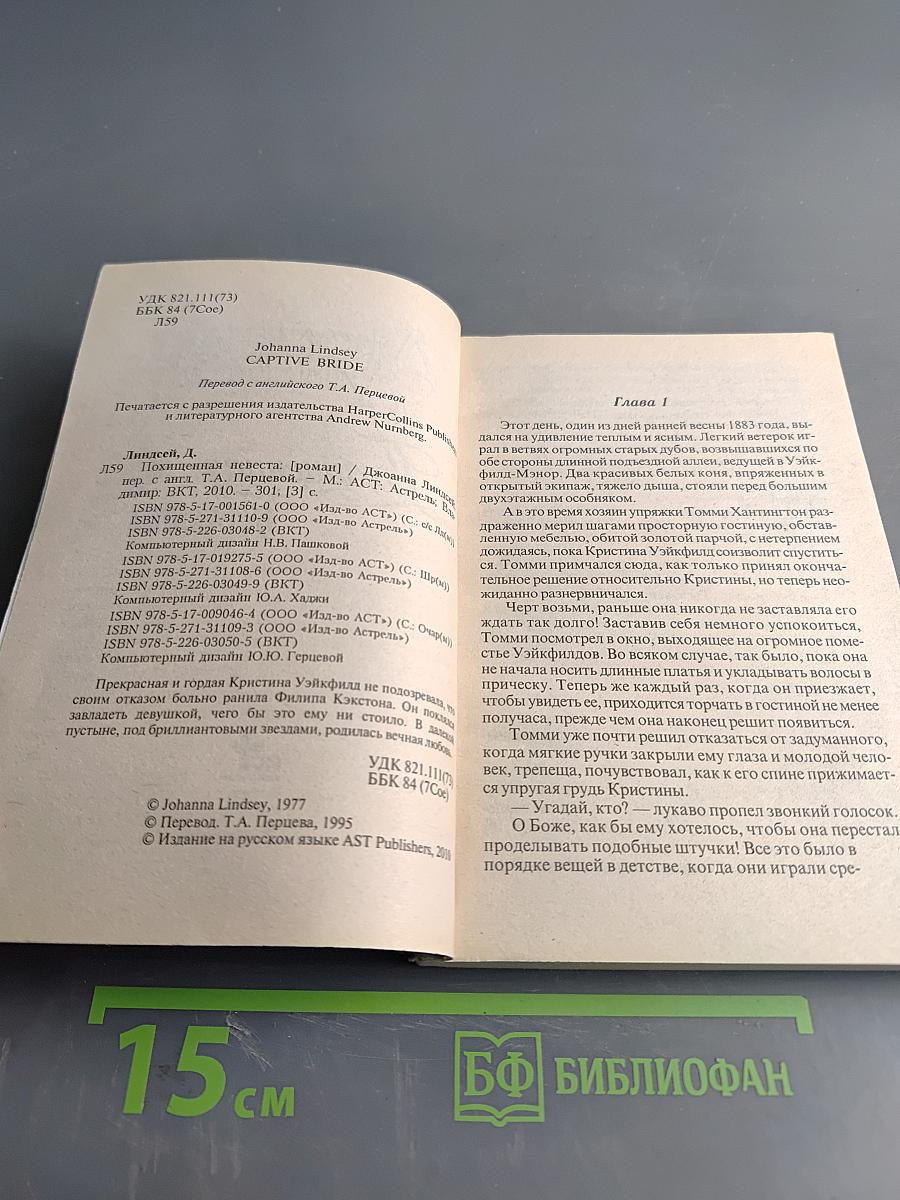 УДК 821.111(73)
ББК 84 (7Сое)
Л59
Johanna Lindsey
CAPTIVE BRIDE
Перевод с английского Т.А. Перцевой
Печатается с разрешения издательства HarperCollins
и литературного агентства Andrew Nurnberg.
Линдсей, Д.
Л59 Похищенная невеста: [роман] / Джоанна Линдсей;
пер. с англ. Т.А. Перцевой. – М.: АСТ: Астрель;
димир: ВКТ, 2010. – 301, [3] с.
ISBN 978-5-17-001561-0 (ООО «Изд-во АСТ») (С.: с/с Лд(м))
ISBN 978-5-271-31110-9 (ООО «Изд-во Астрель»)
ISBN 978-5-226-03048-2 (ВКТ)
Компьютерный дизайн Н.В. Пашковой
ISBN 978-5-17-019275-5 (ООО «Изд-во АСТ») (С.: Шр(м))
ISBN 978-5-271-31108-6 (ООО «Изд-во Астрель»)
ISBN 978-5-226-03049-9 (ВКТ)
Компьютерный дизайн Ю.А. Хаджи
ISBN 978-5-17-009046-4 (ООО «Изд-во АСТ») (С.: Очар(м))
ISBN 978-5-271-31109-3 (ООО «Изд-во Астрель»)
ISBN 978-5-226-03050-5 (ВКТ)
Компьютерный дизайн Ю.Ю. Герцевой
Прекрасная и гордая Кристина Уэйкфилд не подозревала, что
своим отказом больно ранила Филипа Кэкстона. Он поклялся
завладеть девушкой, чего бы это ему ни стоило. В далекой
пустыне, под бриллиантовыми звездами, родилась вечная любовь.
УДК 821.111(73)
ББК 84 (7Сое)
© Johanna Lindsey, 1977
© Перевод. Т.А. Перцева, 1995
© Издание на русском языке AST Publishers, 2010
Глава 1
Этот день, один из дней ранней весны 1883 года, вы-
дался на удивление теплым и ясным. Легкий ветерок иг-
рал в ветвях огромных старых дубов, возвышавшихся по
обе стороны длинной подъездной аллеи, ведущей в Уэйк-
филд-Мэнор. Два красивых белых коня, впряженных в
открытый экипаж, тяжело дыша, стояли перед большим
двухэтажным особняком.
А в это время хозяин упряжки Томми Хантингтон раз-
драженно мерил шагами просторную гостиную, обстав-
ленную мебелью, обитой золотой парчой, с нетерпением
дожидаясь, пока Кристина Уэйкфилд соизволит спустить-
ся. Томми примчался сюда, как только принял оконча-
тельное решение относительно Кристины, но теперь нео-
жиданно разнервничался.
Черт возьми, раньше она никогда не заставляла его
ждать так долго! Заставив себя немного успокоиться,
Томми посмотрел в окно, выходящее на огромное поме-
стье Уэйкфилдов. Во всяком случае, так было, пока она
не начала носить длинные платья и укладывать волосы в
прическу. Теперь же каждый раз, когда он приезжает,
чтобы увидеть ее, приходится торчать в гостиной не менее
получаса, прежде чем она наконец решит появиться.
Томми уже почти решил отказаться от задуманного,
когда мягкие ручки закрыли ему глаза и молодой чело-
век, трепеща, почувствовал, как к его спине прижимает-
ся упругая грудь Кристины.
— Угадай, кто? — лукаво пропел звонкий голосок.
О Боже, как бы ему хотелось, чтобы она перестала
проделывать подобные штучки! Все это было в
порядке вещей в детстве, когда они играли сре-
15 см
БФ БИБЛИОФАН